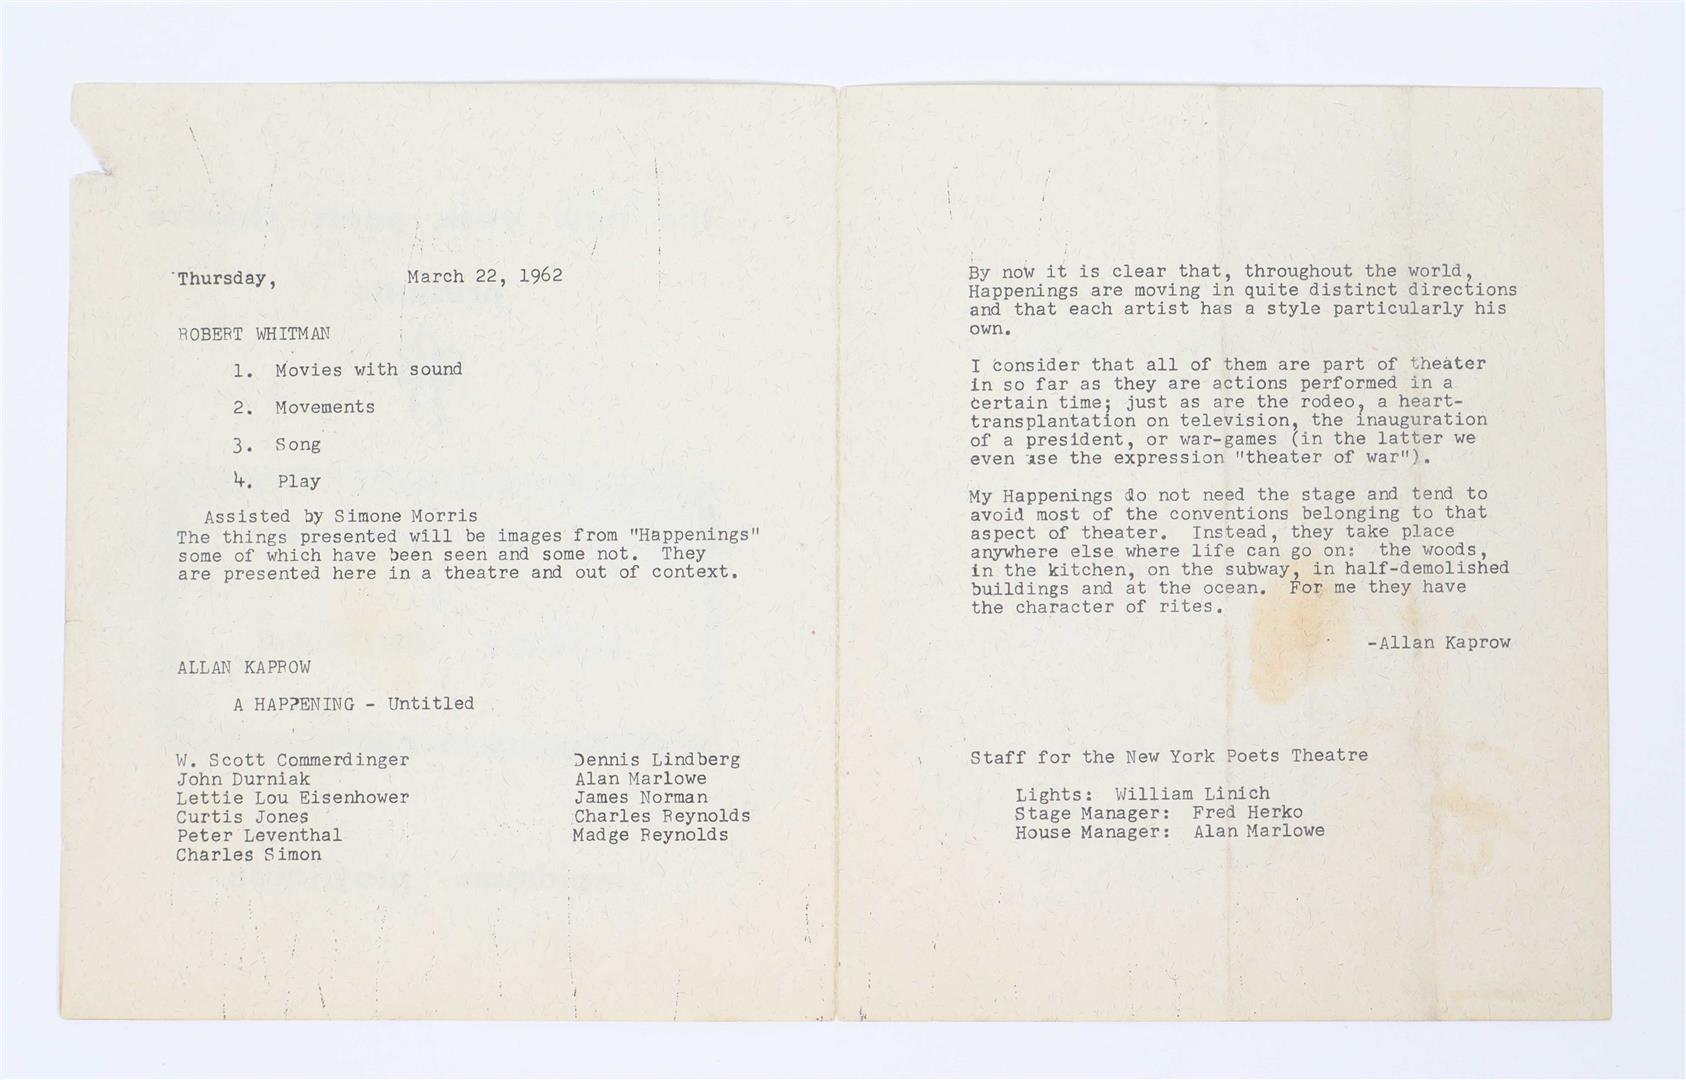 Thursday, March 22, 1962
ROBERT WHITMAN
1. Movies with sound
2. Movements
3. Song
4. Play
Assisted by Simone Morris
The things presented will be images from "Happenings"
some of which have been seen and some not. They
are presented here in a theatre and out of context.
ALLAN KAPROW
A HAPPENING - Untitled
W. Scott Commerdinger
John Durniak
Lettie Lou Eisenhower
Curtis Jones
Peter Leventhal
Charles Simon
Dennis Lindberg
Alan Marlowe
James Norman
Charles Reynolds
Madge Reynolds
By now it is clear that, throughout the world,
Happenings are moving in quite distinct directions
and that each artist has a style particularly his
own.
I consider that all of them are part of theater
in so far as they are actions performed in a
certain time; just as are the rodeo, a heart-
transplantation on television, the inauguration
of a president, or war-games (in the latter we
even use the expression "theater of war").
My Happenings do not need the stage and tend to
avoid most of the conventions belonging to that
aspect of theater. Instead, they take place
anywhere else where life can go on: the woods,
in the kitchen, on the subway, in half-demolished
buildings and at the ocean. For me they have
the character of rites.
-Allan Kaprow
Staff for the New York Poets Theatre
Lights: William Linich
Stage Manager: Fred Herko
House Manager: Alan Marlowe